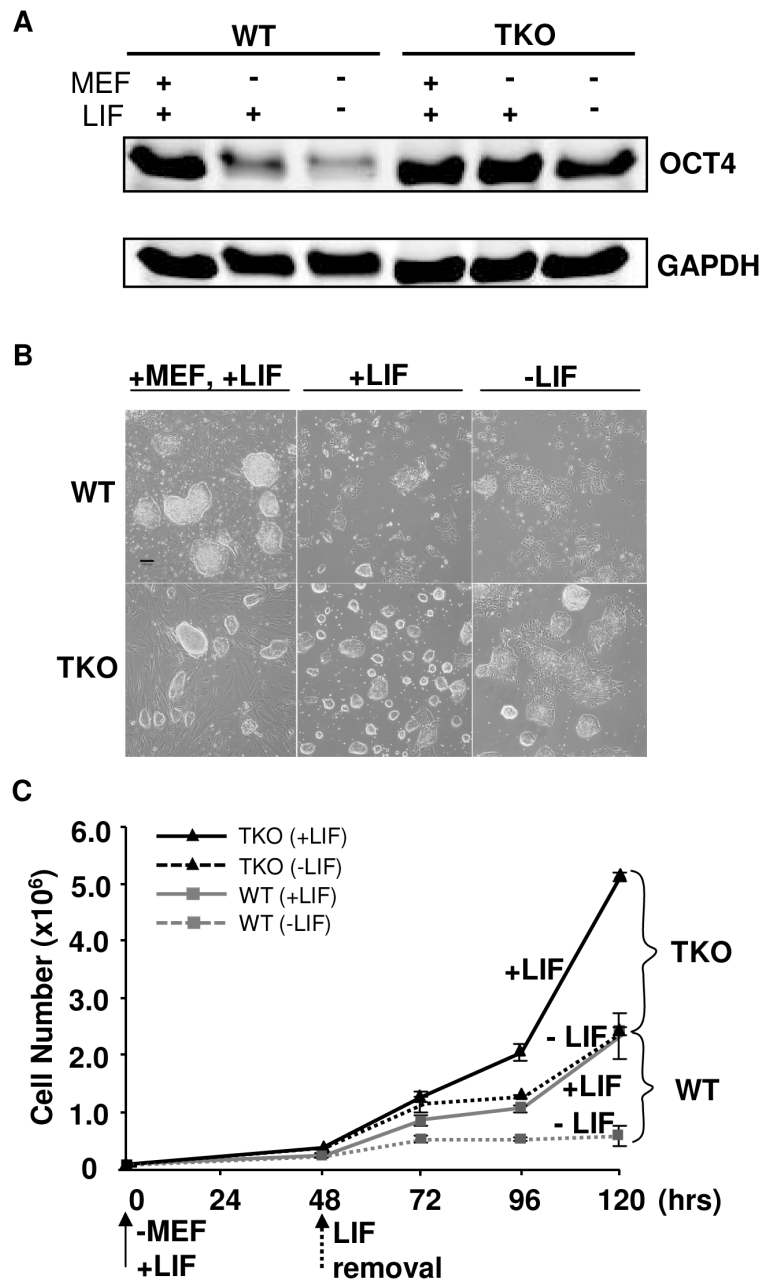 A
WT TKO
MEF + - - + - -
LIF + + - + + -
OCT4
GAPDH
B
+MEF, +LIF +LIF -LIF
WT
TKO
C
Cell Number (x10⁶)
6.0
5.0
4.0
3.0
2.0
1.0
0
TKO (+LIF)
TKO (-LIF)
WT (+LIF)
WT (-LIF)
+LIF
TKO
- LIF
+LIF
WT
- LIF
0 24 48 72 96 120 (hrs)
-MEF
+LIF
LIF
removal